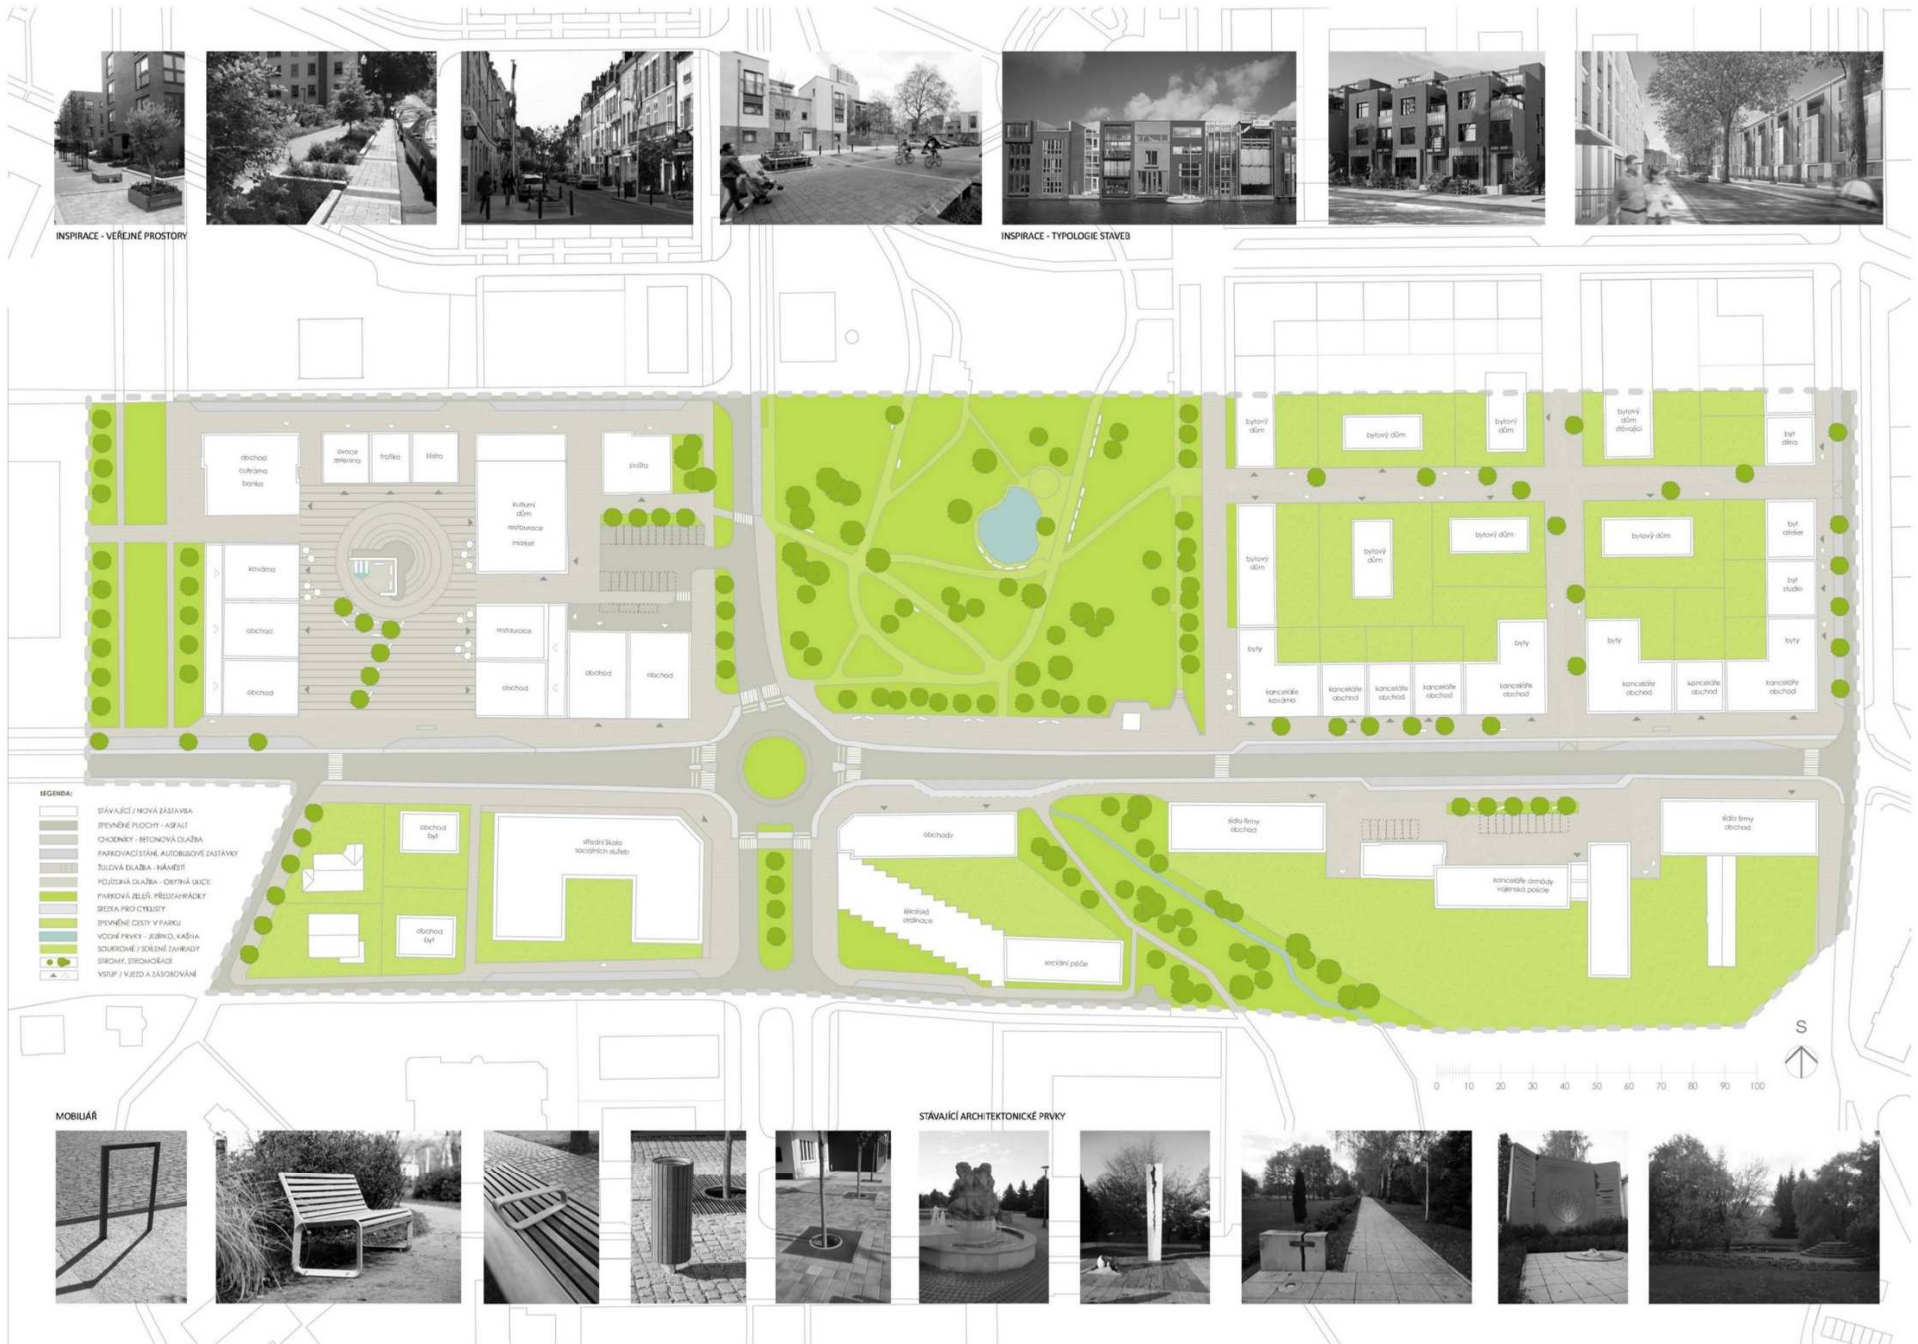 INSPIRACE - VEŘEJNÉ PROSTORY
INSPIRACE - TYPOLOGIE STAVEB
obchod
cukrárna
banka
ovoce
zelenina
trafika
bistro
kulturní
dům
restaurace
market
pošta
kavárna
obchod
obchod
restaurace
obchod
obchod
obchod
bytový
dům
bytový dům
bytový
dům
bytový
dům
stávající
byt
dílna
bytový
dům
bytový
dům
bytový dům
bytový dům
byt
atelier
byt
studio
byty
byty
byty
byty
kanceláře
kavárna
kanceláře
obchod
kanceláře
obchod
kanceláře
obchod
kanceláře
obchod
kanceláře
obchod
kanceláře
obchod
kanceláře
obchod
LEGENDA:
STÁVAJÍCÍ / NOVÁ ZÁSTAVBA
ZPEVNĚNÉ PLOCHY - ASFALT
CHODNÍKY - BETONOVÁ DLAŽBA
PARKOVACÍ STÁNÍ, AUTOBUSOVÉ ZASTÁVKY
ŽULOVÁ DLAŽBA - NÁMĚSTÍ
POJÍZDNÁ DLAŽBA - OBYTNÁ ULICE
PARKOVÁ ZELEŇ, PŘEDZAHRÁDKY
STEZKA PRO CYKLISTY
ZPEVNĚNÉ CESTY V PARKU
VODNÍ PRVKY - JEZÍRKO, KAŠNA
SOUKROMÉ / SDÍLENÉ ZAHRADY
STROMY, STROMOŘADÍ
VSTUP / VJEZD A ZÁSOBOVÁNÍ
obchod
byt
obchod
byt
střední škola
sociálních služeb
obchody
lékařské
ordinace
sociální péče
sídlo firmy
obchod
kanceláře armády
vojenská policie
sídlo firmy
obchod
S
0 10 20 30 40 50 60 70 80 90 100
MOBILIÁŘ
STÁVAJÍCÍ ARCHITEKTONICKÉ PRVKY